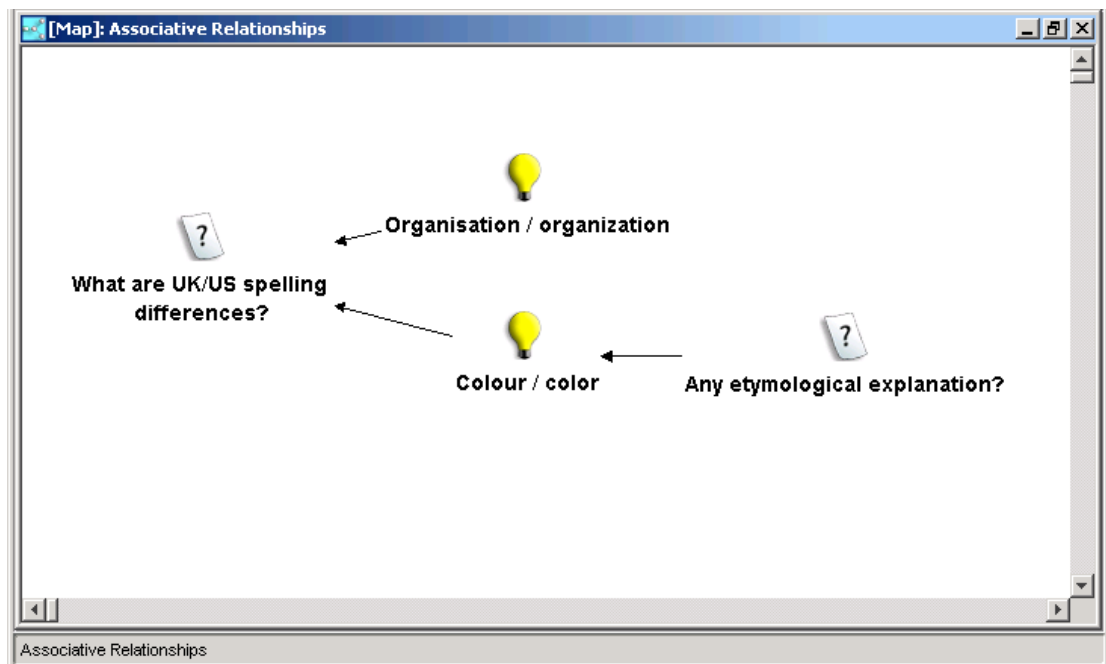 [Map]: Associative Relationships
Organisation / organization
?
What are UK/US spelling
differences?
?
Colour / color
Any etymological explanation?
Associative Relationships